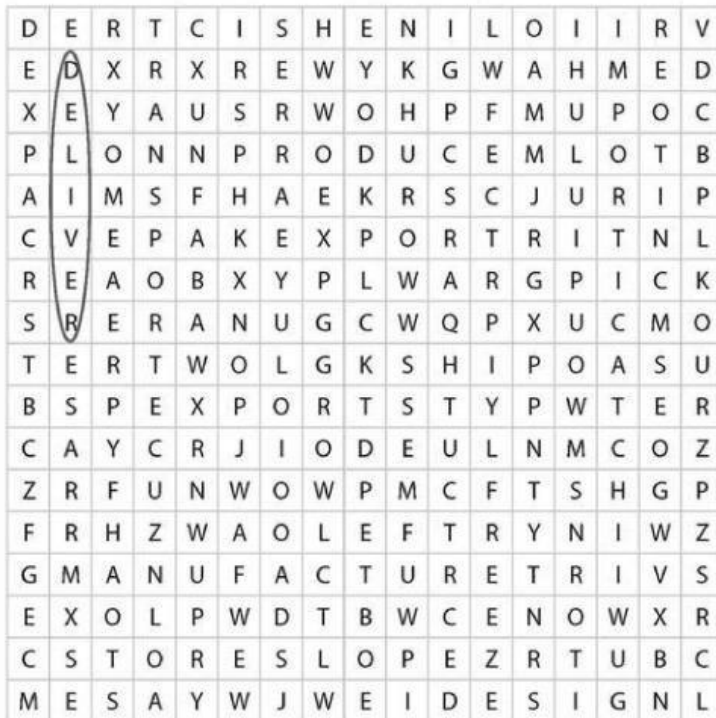 D E R T C I S H E N I L O I I R V
E D X R X R E W Y K G W A H M E D
X E Y A U S R W O H P F M U P O C
P L O N N P R O D U C E M L O T B
A I M S F H A E K R S C J U R I P
C V E P A K E X P O R T R I T N L
R E A O B X Y P L W A R G P I C K
S R E R A N U G C W Q P X U C M O
T E R T W O L G K S H I P O A S U
B S P E X P O R T S T Y P W T E R
C A Y C R J I O D E U L N M C O Z
Z R F U N W O W P M C F T S H G P
F R H Z W A O L E F T R Y N I W Z
G M A N U F A C T U R E T R I V S
E X O L P W D T B W C E N O W X R
C S T O R E S L O P E Z R T U B C
M E S A Y W J W E I D E S I G N L